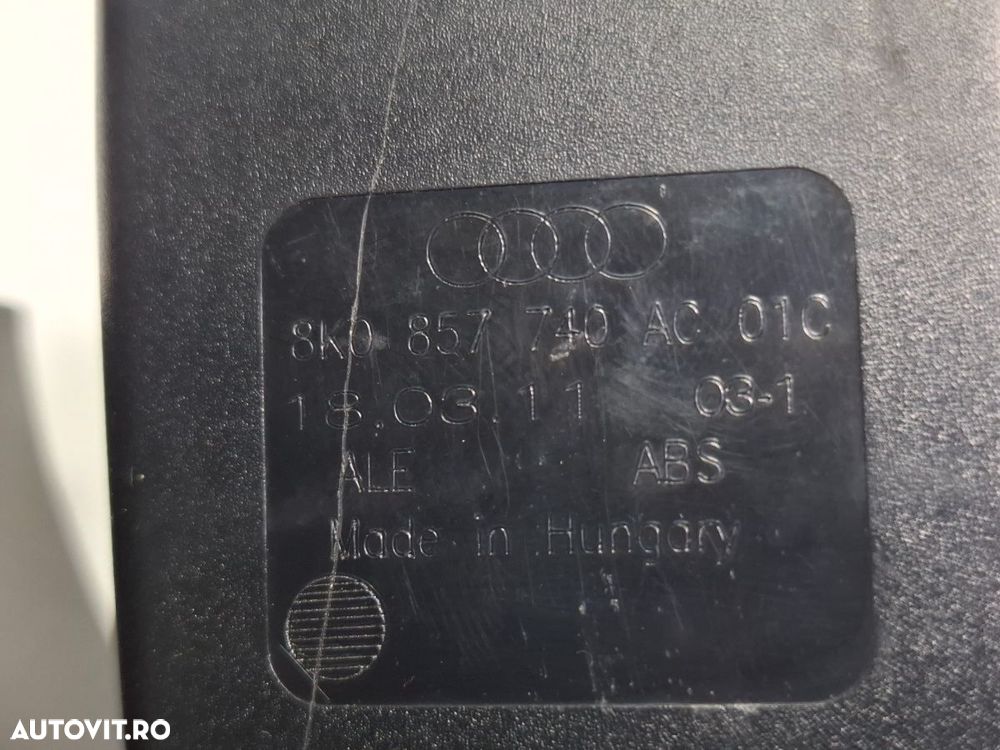 8K0 857 740 AC 01C
18.03.11 03-1
ALE ABS
Made in Hungary
AUTOVIT.RO